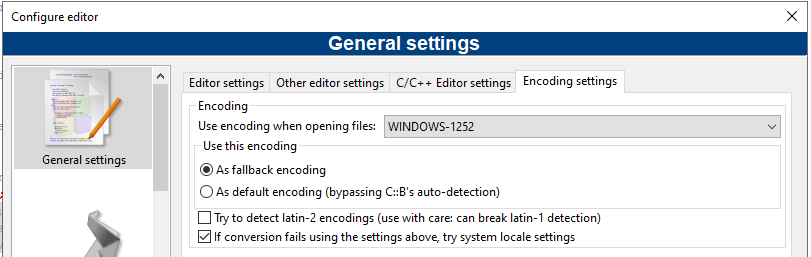 Configure editor
General settings
Editor settings Other editor settings C/C++ Editor settings Encoding settings
Encoding
Use encoding when opening files: WINDOWS-1252
Use this encoding
As fallback encoding
As default encoding (bypassing C::B's auto-detection)
Try to detect latin-2 encodings (use with care: can break latin-1 detection)
If conversion fails using the settings above, try system locale settings
General settings